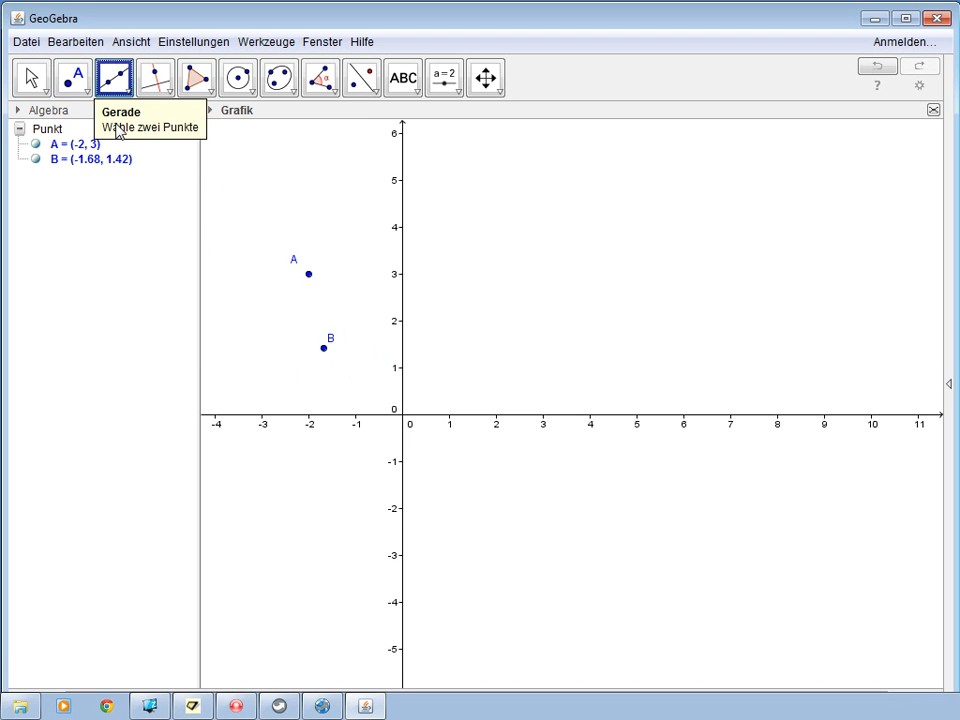 GeoGebra
Datei Bearbeiten Ansicht Einstellungen Werkzeuge Fenster Hilfe Anmelden...
A ABC a=2
α
?
Algebra Grafik
Gerade
Wähle zwei Punkte
Punkt
A = (-2, 3)
B = (-1.68, 1.42)
6
5
4
A
3
2
B
1
0
-4 -3 -2 -1 0 1 2 3 4 5 6 7 8 9 10 11
-1
-2
-3
-4
-5